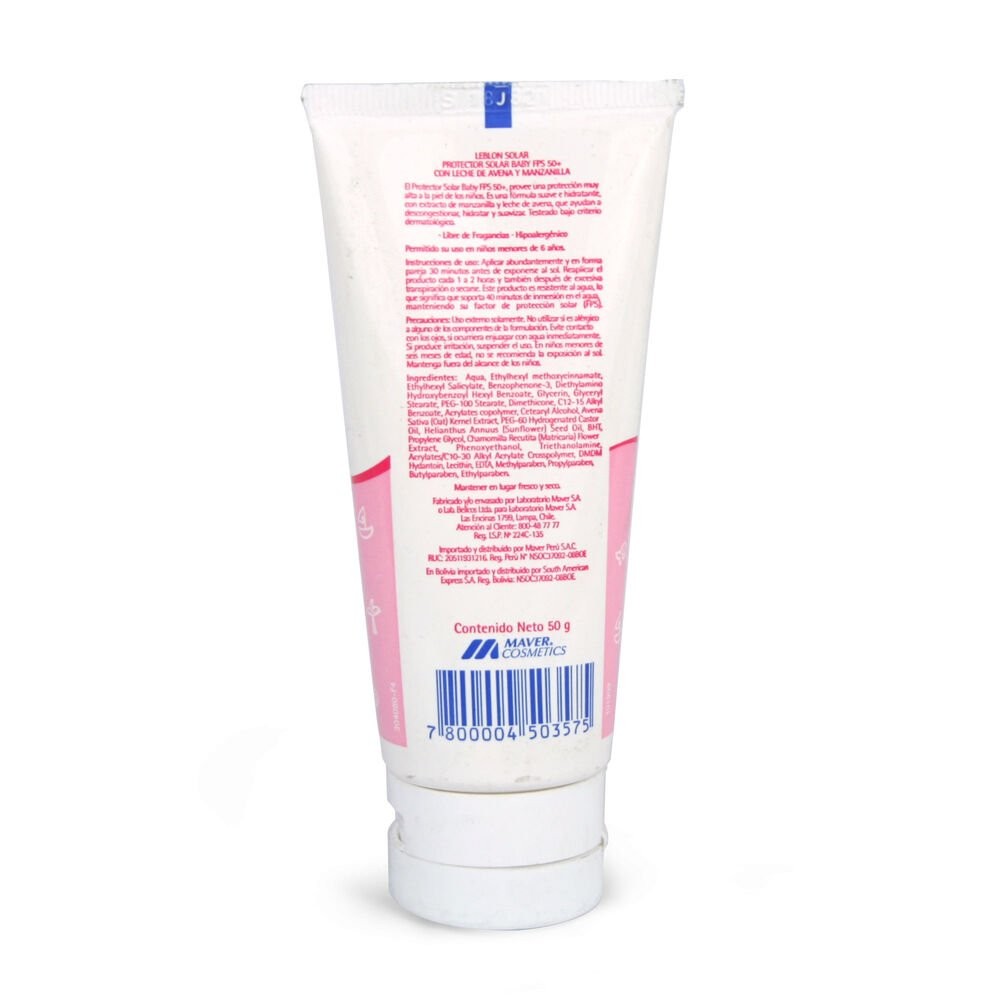 LEBLON SOLAR
PROTECTOR SOLAR BABY FPS 50+
CON LECHE DE AVENA Y MANZANILLA
El Protector Solar Baby FPS 50+, provee una protección muy
alta a la piel de los niños. Es una fórmula suave e hidratante,
con extracto de manzanilla y leche de avena, que ayudan a
descongestionar, hidratar y suavizar. Testeado bajo criterio
dermatológico.
- Libre de Fragancias - Hipoalergénico
Permitido su uso en niños menores de 6 años.
Instrucciones de uso: Aplicar abundantemente y en forma
pareja 30 minutos antes de exponerse al sol. Reaplicar el
producto cada 1 a 2 horas y también después de excesiva
transpiración o secarse. Este producto es resistente al agua, lo
que significa que soporta 40 minutos de inmersión en el agua,
manteniendo su factor de protección solar (FPS).
Precauciones: Uso externo solamente. No utilizar si es alérgico
a alguno de los componentes de la formulación. Evite contacto
con los ojos, si ocurriera enjuagar con agua inmediatamente.
Si produce irritación, suspender el uso. En niños menores de
seis meses de edad, no se recomienda la exposición al sol.
Mantenga fuera del alcance de los niños.
Ingredientes: Aqua, Ethylhexyl methoxycinnamate,
Ethylhexyl Salicylate, Benzophenone-3, Diethylamino
Hydroxybenzoyl Hexyl Benzoate, Glycerin, Glyceryl
Stearate, PEG-100 Stearate, Dimethicone, C12-15 Alkyl
Benzoate, Acrylates copolymer, Cetearyl Alcohol, Avena
Sativa (Oat) Kernel Extract, PEG-60 Hydrogenated Castor
Oil, Helianthus Annuus (Sunflower) Seed Oil, BHT,
Propylene Glycol, Chamomilla Recutita (Matricaria) Flower
Extract, Phenoxyethanol, Triethanolamine,
Acrylates/C10-30 Alkyl Acrylate Crosspolymer, DMDM
Hydantoin, Lecithin, EDTA, Methylparaben, Propylparaben,
Butylparaben, Ethylparaben.
Mantener en lugar fresco y seco.
Fabricado y/o envasado por Laboratorio Maver S.A.
o Lab. Bellcos Ltda. para Laboratorio Maver S.A.
Las Encinas 1799, Lampa, Chile.
Atención al Cliente: 800-48 77 77
Reg. I.S.P. N° 224C-135
Importado y distribuido por Maver Perú S.A.C.
RUC: 20511931216. Reg. Perú N° NSOC37092-08BOE
En Bolivia importado y distribuido por South American
Express S.A. Reg. Bolivia: NSOC37092-08BOE.
Contenido Neto 50 g
MAVER.
COSMETICS
7 800004 503575